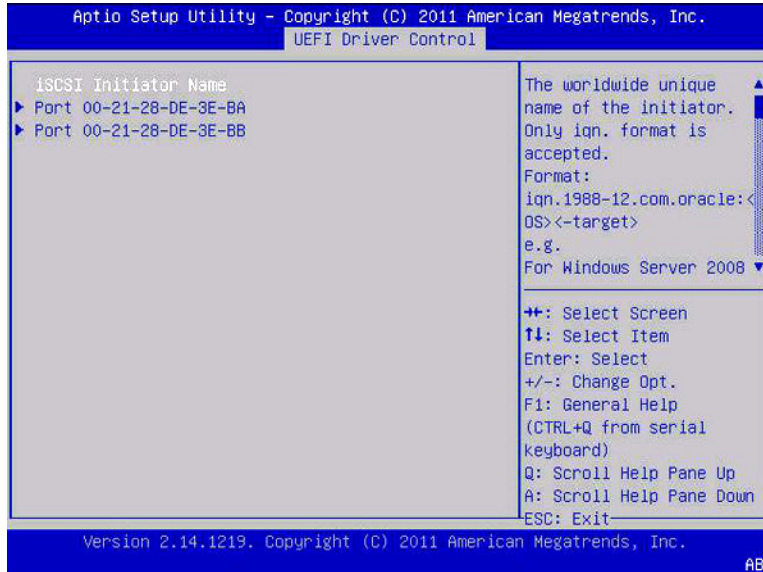 Aptio Setup Utility – Copyright (C) 2011 American Megatrends, Inc.
UEFI Driver Control
iSCSI Initiator Name
▶ Port 00-21-28-DE-3E-BA
▶ Port 00-21-28-DE-3E-BB
The worldwide unique
name of the initiator.
Only iqn. format is
accepted.
Format:
iqn.1988-12.com.oracle:<
OS><-target>
e.g.
For Windows Server 2008
→←: Select Screen
↑↓: Select Item
Enter: Select
+/-: Change Opt.
F1: General Help
(CTRL+Q from serial
keyboard)
Q: Scroll Help Pane Up
A: Scroll Help Pane Down
ESC: Exit
Version 2.14.1219. Copyright (C) 2011 American Megatrends, Inc.
AB